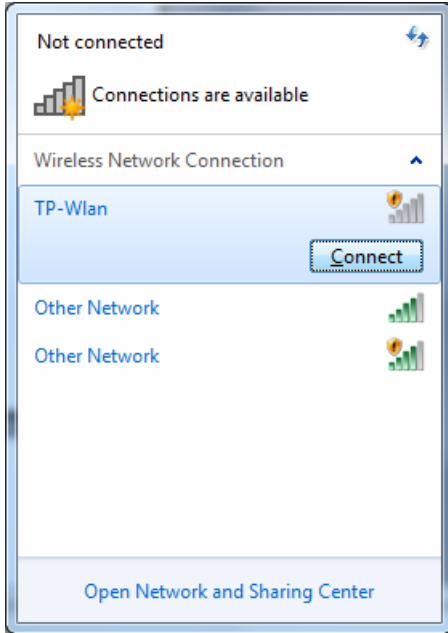 Not connected
Connections are available
Wireless Network Connection
TP-Wlan
Connect
Other Network
Other Network
Open Network and Sharing Center